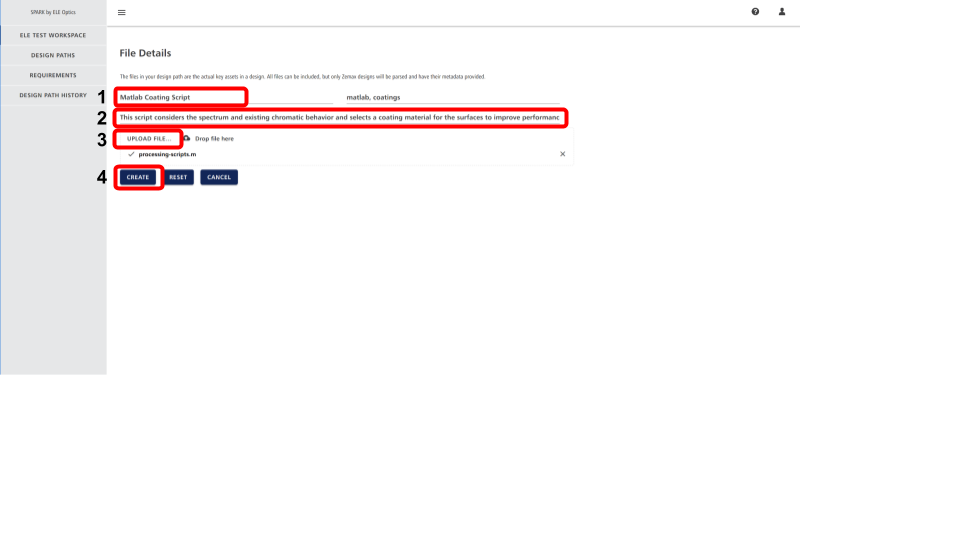 SPARK by ELE Optics
ELE TEST WORKSPACE
DESIGN PATHS
REQUIREMENTS
DESIGN PATH HISTORY
File Details
The files in your design path are the actual key assets in a design. All files can be included, but only Zemax designs will be parsed and have their metadata provided.
1 Matlab Coating Script matlab, coatings
2 This script considers the spectrum and existing chromatic behavior and selects a coating material for the surfaces to improve performanc
3 UPLOAD FILE... Drop file here
processing-scripts.m
4 CREATE RESET CANCEL